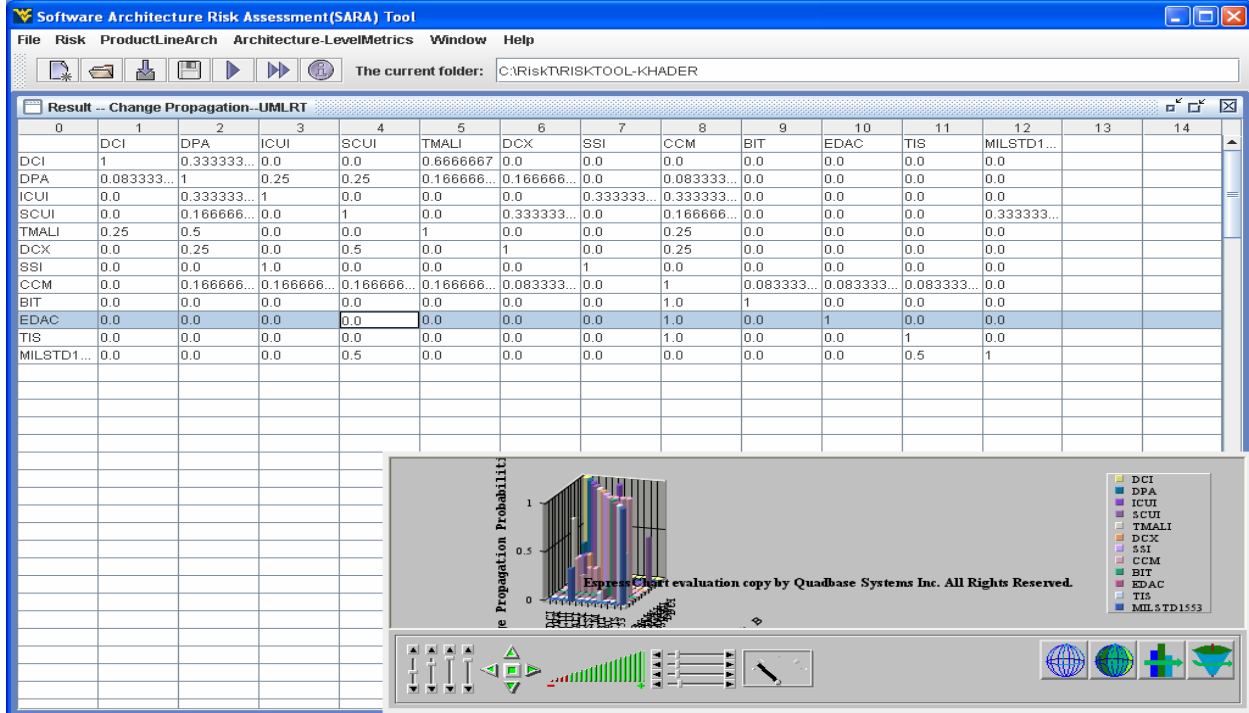 Software Architecture Risk Assessment(SARA) Tool
File Risk ProductLineArch Architecture-LevelMetrics Window Help
The current folder: C:\RiskT\RISKTOOL-KHADER
Result -- Change Propagation--UMLRT
0 1 2 3 4 5 6 7 8 9 10 11 12 13 14
DCI DPA ICUI SCUI TMALI DCX SSI CCM BIT EDAC TIS MILSTD1...
DCI 1 0.333333... 0.0 0.0 0.6666667 0.0 0.0 0.0 0.0 0.0 0.0 0.0
DPA 0.083333... 1 0.25 0.25 0.166666... 0.166666... 0.0 0.083333... 0.0 0.0 0.0 0.0
ICUI 0.0 0.333333... 1 0.0 0.0 0.0 0.333333... 0.333333... 0.0 0.0 0.0 0.0
SCUI 0.0 0.166666... 0.0 1 0.0 0.333333... 0.0 0.166666... 0.0 0.0 0.0 0.333333...
TMALI 0.25 0.5 0.0 0.0 1 0.0 0.0 0.25 0.0 0.0 0.0 0.0
DCX 0.0 0.25 0.0 0.5 0.0 1 0.0 0.25 0.0 0.0 0.0 0.0
SSI 0.0 0.0 1.0 0.0 0.0 0.0 1 0.0 0.0 0.0 0.0 0.0
CCM 0.0 0.166666... 0.166666... 0.166666... 0.166666... 0.083333... 0.0 1 0.083333... 0.083333... 0.083333... 0.0
BIT 0.0 0.0 0.0 0.0 0.0 0.0 0.0 1.0 1 0.0 0.0 0.0
EDAC 0.0 0.0 0.0 0.0 0.0 0.0 0.0 1.0 0.0 1 0.0 0.0
TIS 0.0 0.0 0.0 0.0 0.0 0.0 0.0 1.0 0.0 0.0 1 0.0
MILSTD1... 0.0 0.0 0.0 0.5 0.0 0.0 0.0 0.0 0.0 0.0 0.5 1
Propagation
1
0.5
0
EspressChart evaluation copy by Quadbase Systems Inc. All Rights Reserved.
DCI
DPA
ICUI
SCUI
TMALI
DCX
SSI
CCM
BIT
EDAC
TIS
MILSTD1553